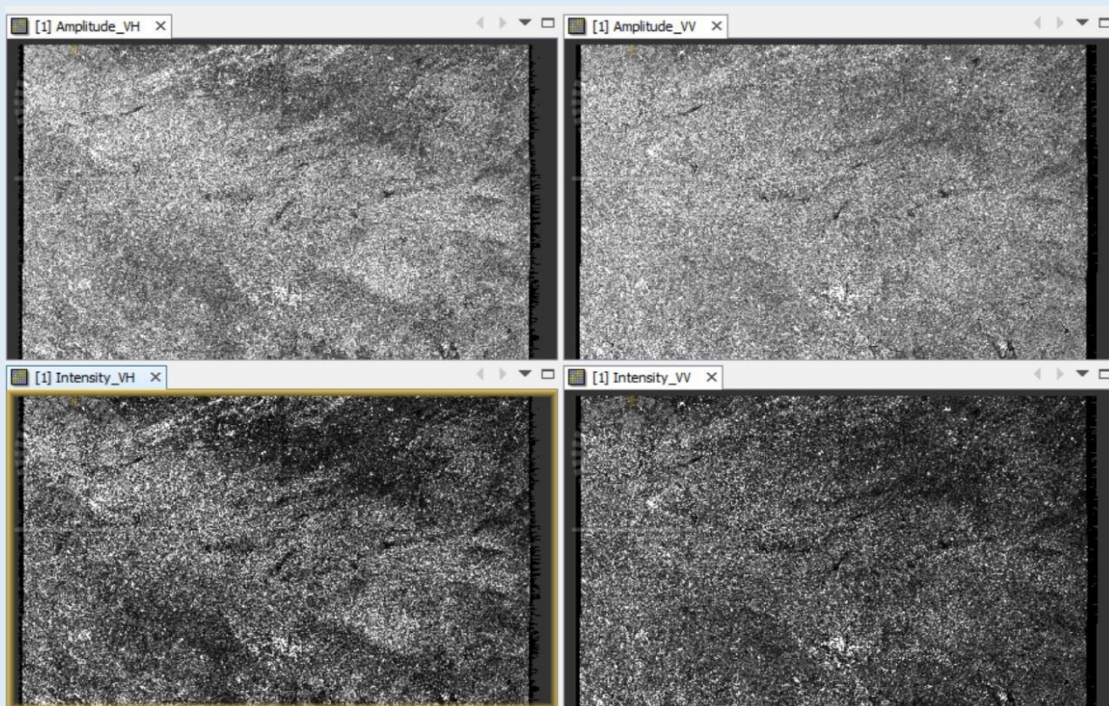 [1] Amplitude_VH
[1] Amplitude_VV
[1] Intensity_VH
[1] Intensity_VV